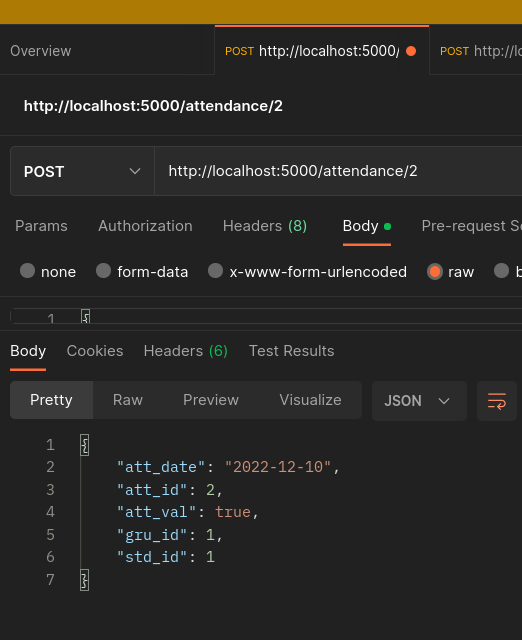 Overview
POST http://localhost:5000/
POST http://lo
http://localhost:5000/attendance/2
POST http://localhost:5000/attendance/2
Params Authorization Headers (8) Body Pre-request S
none form-data x-www-form-urlencoded raw b
1 {
Body Cookies Headers (6) Test Results
Pretty Raw Preview Visualize JSON
1 {
2 "att_date": "2022-12-10",
3 "att_id": 2,
4 "att_val": true,
5 "gru_id": 1,
6 "std_id": 1
7 }